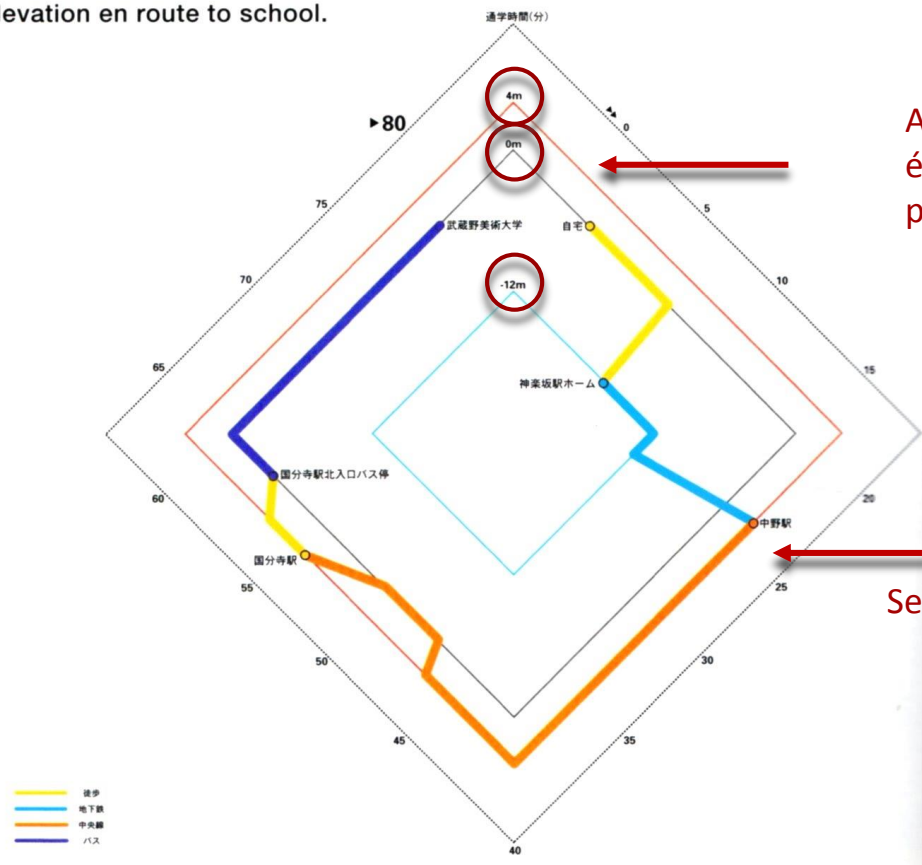 levation en route to school.
通学時間(分)
4m
0m
-12m
▶80
0
5
10
15
20
25
30
35
40
45
50
55
60
65
70
75
武蔵野美術大学
自宅
神楽坂駅ホーム
中野駅
国分寺駅北入口バス停
国分寺駅
徒歩
地下鉄
中央線
バス
A
é
p
Se